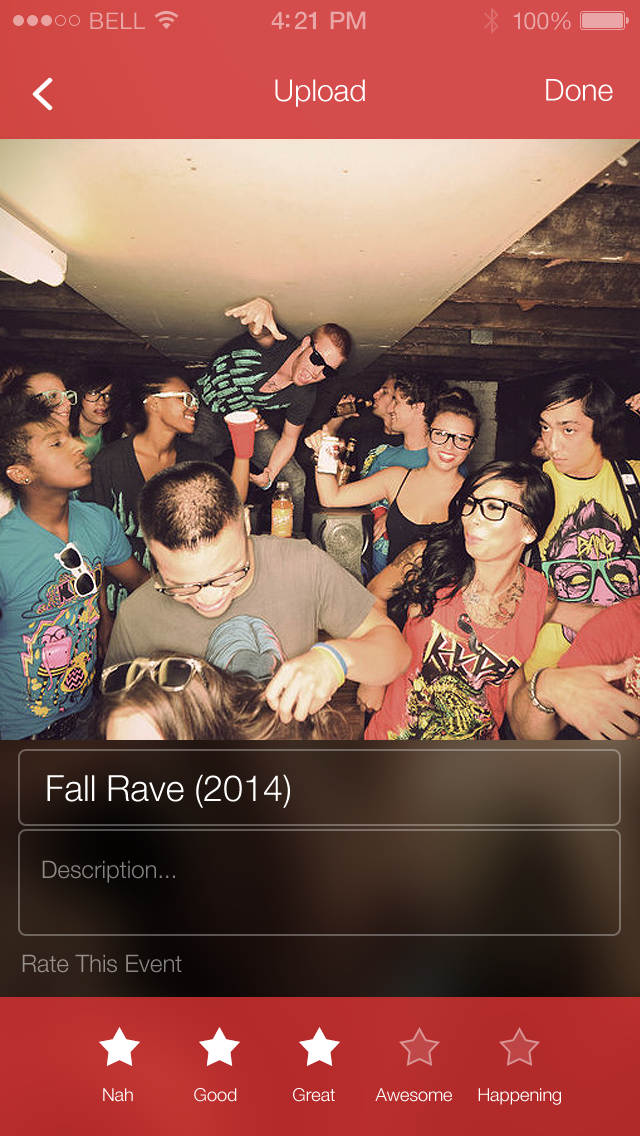 BELL 4:21 PM 100%
Upload Done
BANG
Fall Rave (2014)
Description...
Rate This Event
Nah Good Great Awesome Happening